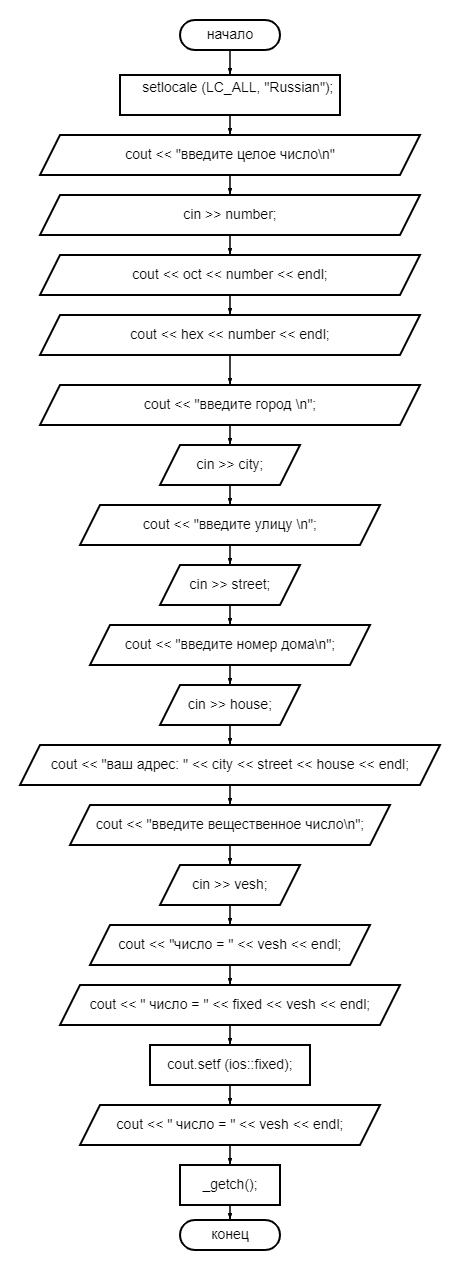 начало
setlocale (LC_ALL, "Russian");
cout << "введите целое число\n"
cin >> number;
cout << oct << number << endl;
cout << hex << number << endl;
cout << "введите город \n";
cin >> city;
cout << "введите улицу \n";
cin >> street;
cout << "введите номер дома\n";
cin >> house;
cout << "ваш адрес: " << city << street << house << endl;
cout << "введите вещественное число\n";
cin >> vesh;
cout << "число = " << vesh << endl;
cout << " число = " << fixed << vesh << endl;
cout.setf (ios::fixed);
cout << " число = " << vesh << endl;
_getch();
конец